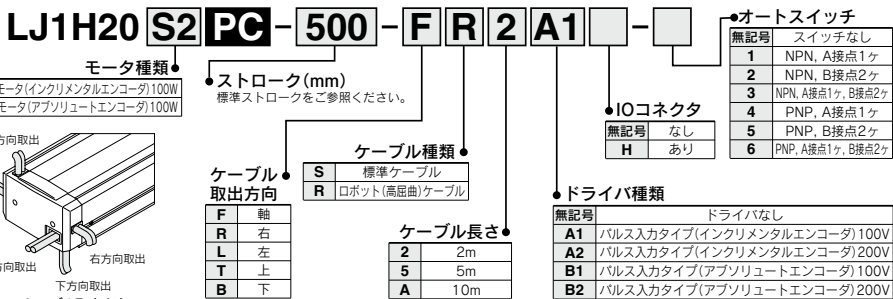 LJ1H20 S2 PC - 500 - F R 2 A1 -
モータ種類
モータ(インクリメンタルエンコーダ)100W
モータ(アブソリュートエンコーダ)100W
ストローク(mm)
標準ストロークをご参照ください。
方向取出
右方向取出
方向取出
下方向取出
ケーブル取出方向
F 軸
R 右
L 左
T 上
B 下
ケーブル種類
S 標準ケーブル
R ロボット(高屈曲)ケーブル
ケーブル長さ
2 2m
5 5m
A 10m
IOコネクタ
無記号 なし
H あり
ドライバ種類
無記号 ドライバなし
A1 パルス入力タイプ(インクリメンタルエンコーダ)100V
A2 パルス入力タイプ(インクリメンタルエンコーダ)200V
B1 パルス入力タイプ(アブソリュートエンコーダ)100V
B2 パルス入力タイプ(アブソリュートエンコーダ)200V
オートスイッチ
無記号 スイッチなし
1 NPN, A接点1ヶ
2 NPN, B接点2ヶ
3 NPN, A接点1ヶ, B接点2ヶ
4 PNP, A接点1ヶ
5 PNP, B接点2ヶ
6 PNP, A接点1ヶ, B接点2ヶ